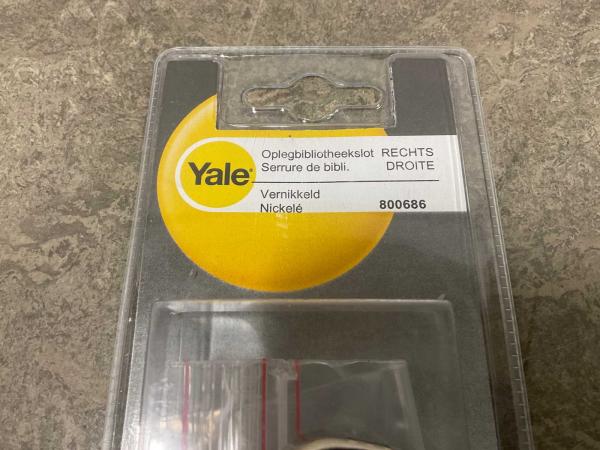 Yale
Oplegbibliotheekslot RECHTS
Serrure de bibli. DROITE
Vernikkeld
Nickelé 800686